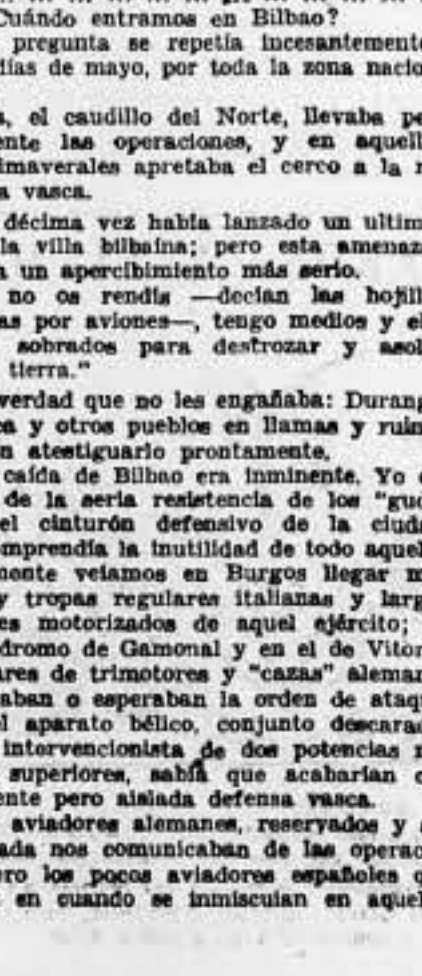 Cuándo entramos en Bilbao?
pregunta se repetía incesantemente
días de mayo, por toda la zona nacio
, el caudillo del Norte, llevaba pe
ente las operaciones, y en aquell
imaverales apretaba el cerco a la
a vasca.
décima vez había lanzado un ultim
la villa bilbaína; pero esta amenaz
a un apercibimiento más serio.
no os rendís —decían las hojill
as por aviones—, tengo medios y el
sobrados para destrozar y asol
tierra."
verdad que no les engañaba: Durang
ca y otros pueblos en llamas y ruin
n atestiguarlo prontamente.
caída de Bilbao era inminente. Yo
de la seria resistencia de los "gud
el cinturón defensivo de la ciuda
mprendía la inutilidad de todo aquel
mente veíamos en Burgos llegar m
y tropas regulares italianas y larg
es motorizados de aquel ejército;
dromo de Gamonal y en el de Vitor
ares de trimotores y "cazas" aleman
aban o esperaban la orden de ataqu
el aparato bélico, conjunto descarad
intervencionista de dos potencias m
superiores, sabía que acabarían c
ente pero aislada defensa vasca.
aviadores alemanes, reservados y
ada nos comunicaban de las operac
ero los pocos aviadores españoles q
en cuando se inmiscuían en aquel